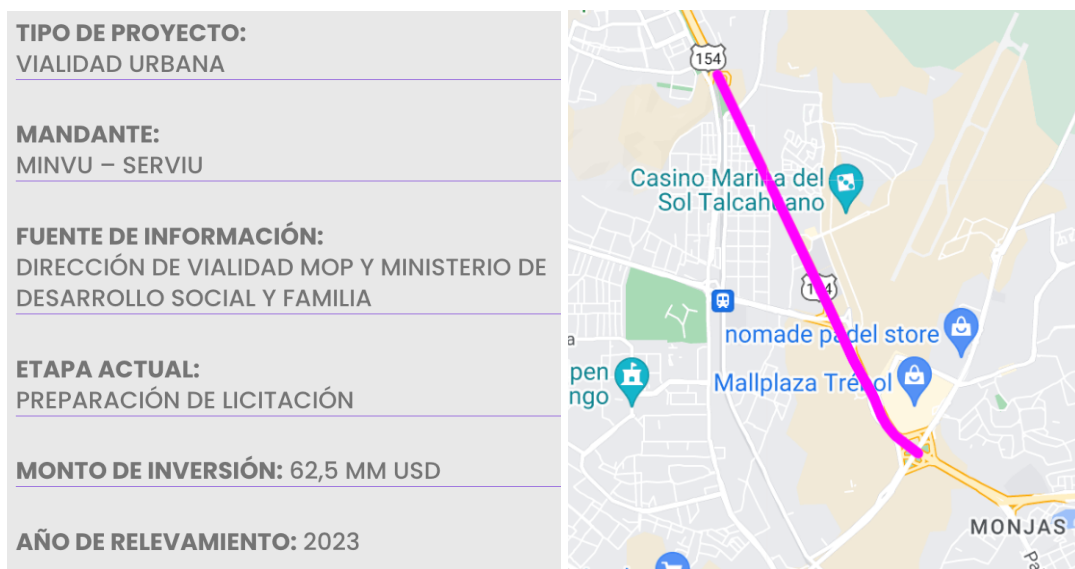 TIPO DE PROYECTO:
VIALIDAD URBANA
MANDANTE:
MINVU – SERVIU
FUENTE DE INFORMACIÓN:
DIRECCIÓN DE VIALIDAD MOP Y MINISTERIO DE
DESARROLLO SOCIAL Y FAMILIA
ETAPA ACTUAL:
PREPARACIÓN DE LICITACIÓN
MONTO DE INVERSIÓN: 62,5 MM USD
AÑO DE RELEVAMIENTO: 2023
154
Casino Marina del
Sol Talcahuano
154
nomade padel store
pen
ngo
Mallplaza Trébol
MONJAS